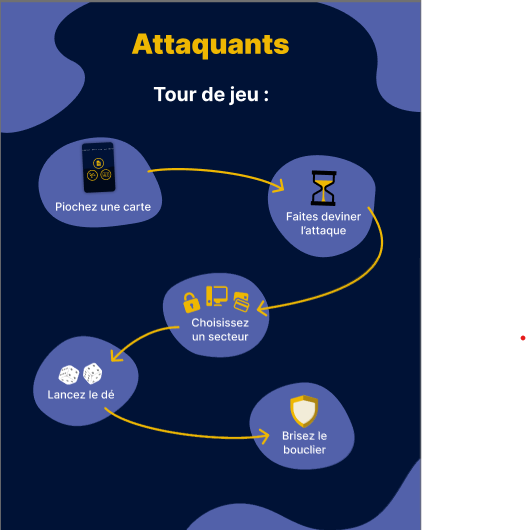 Attaquants
Tour de jeu :
Piochez une carte
Faites deviner
l'attaque
Choisissez
un secteur
Lancez le dé
Brisez le
bouclier